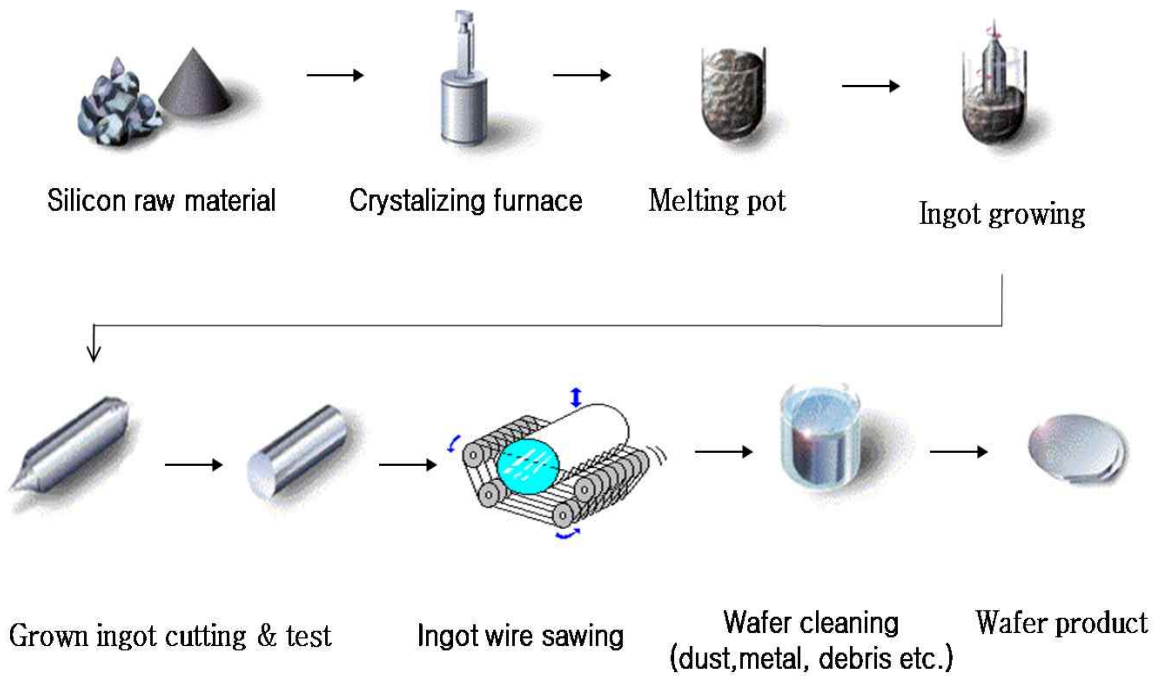 Silicon raw material
Crystalizing furnace
Melting pot
Ingot growing
Grown ingot cutting & test
Ingot wire sawing
Wafer cleaning
(dust,metal, debris etc.)
Wafer product